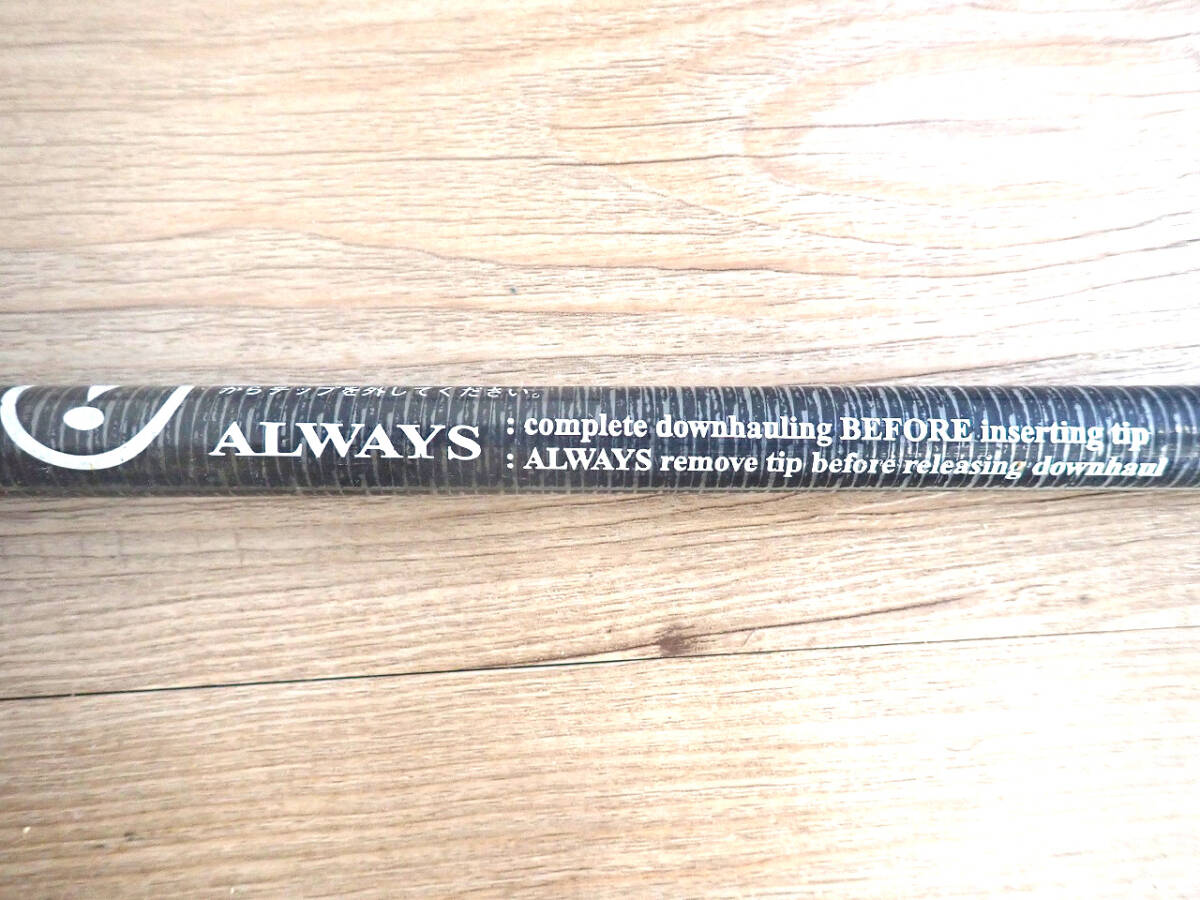 からチップを外してください。
ALWAYS
: complete downhauling BEFORE inserting tip
: ALWAYS remove tip before releasing downhaul